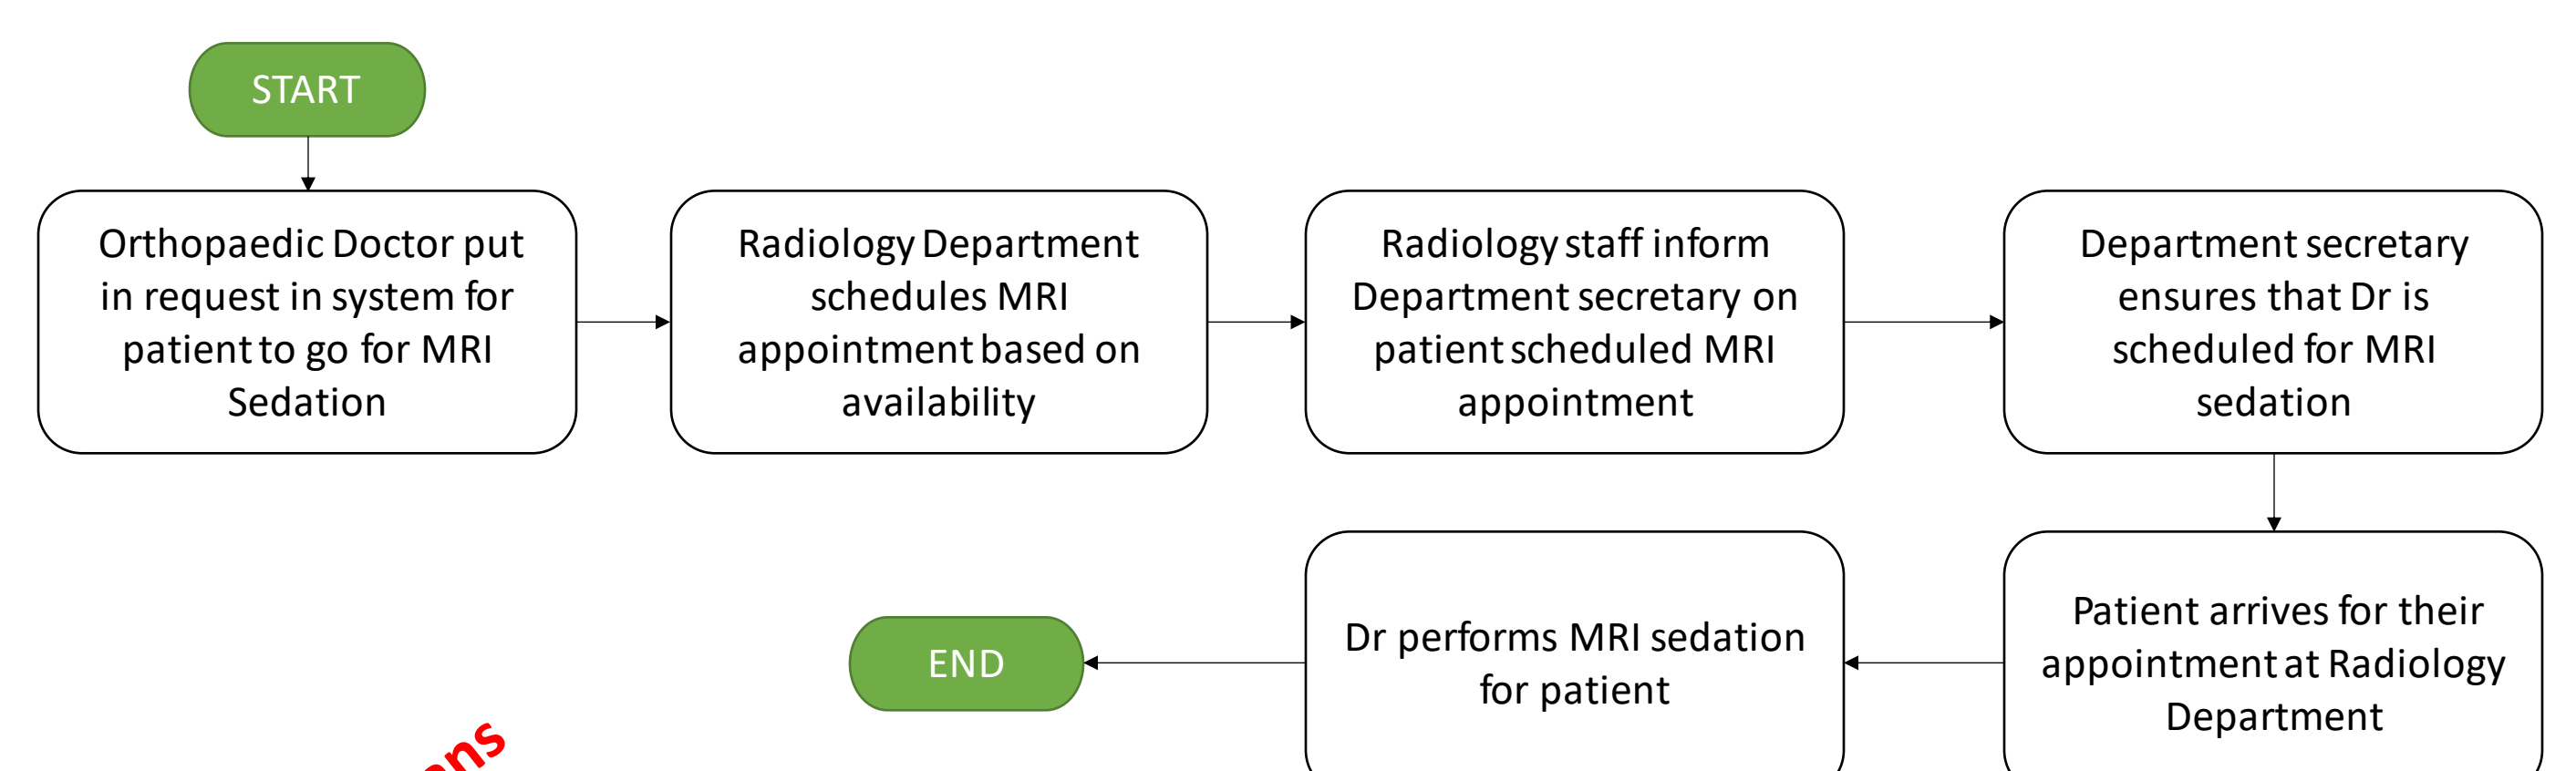 START
Orthopaedic Doctor put
in request in system for
patient to go for MRI
Sedation
Radiology Department
schedules MRI
appointment based on
availability
Radiology staff inform
Department secretary on
patient scheduled MRI
appointment
Department secretary
ensures that Dr is
scheduled for MRI
sedation
Patient arrives for their
appointment at Radiology
Department
Dr performs MRI sedation
for patient
END